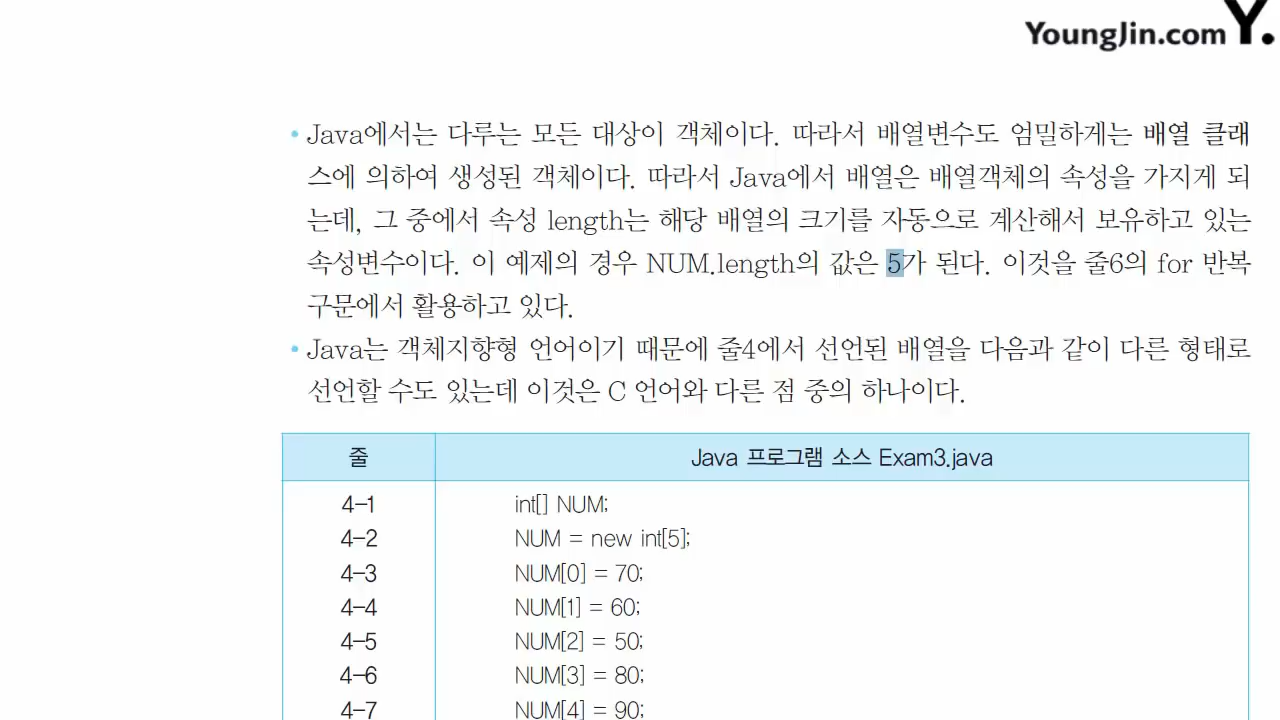 YoungJin.com Y.
• Java에서는 다루는 모든 대상이 객체이다. 따라서 배열변수도 엄밀하게는 배열 클래
스에 의하여 생성된 객체이다. 따라서 Java에서 배열은 배열객체의 속성을 가지게 되
는데, 그 중에서 속성 length는 해당 배열의 크기를 자동으로 계산해서 보유하고 있는
속성변수이다. 이 예제의 경우 NUM.length의 값은 5가 된다. 이것을 줄6의 for 반복
구문에서 활용하고 있다.
• Java는 객체지향형 언어이기 때문에 줄4에서 선언된 배열을 다음과 같이 다른 형태로
선언할 수도 있는데 이것은 C 언어와 다른 점 중의 하나이다.
줄 Java 프로그램 소스 Exam3.java
4-1 int[] NUM;
4-2 NUM = new int[5];
4-3 NUM[0] = 70;
4-4 NUM[1] = 60;
4-5 NUM[2] = 50;
4-6 NUM[3] = 80;
4-7 NUM[4] = 90;